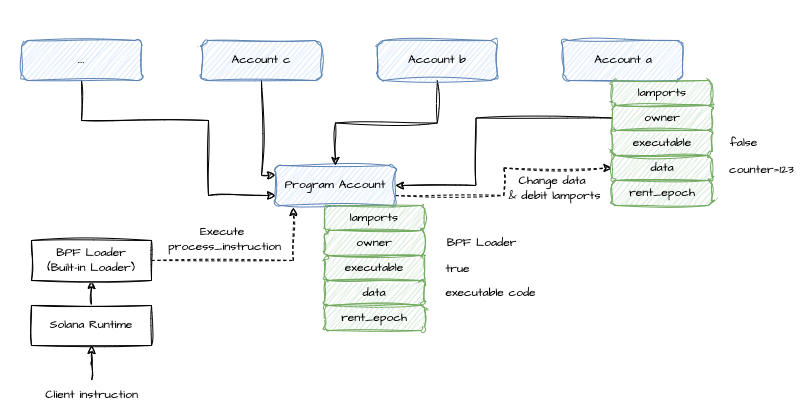 ...
Account c
Account b
Account a
lamports
owner
executable
false
data
counter=123
rent_epoch
Program Account
Change data
& debit lamports
lamports
owner
BPF Loader
executable
true
data
executable code
rent_epoch
Execute
process_instruction
BPF Loader
(Built-in Loader)
Solana Runtime
Client instruction